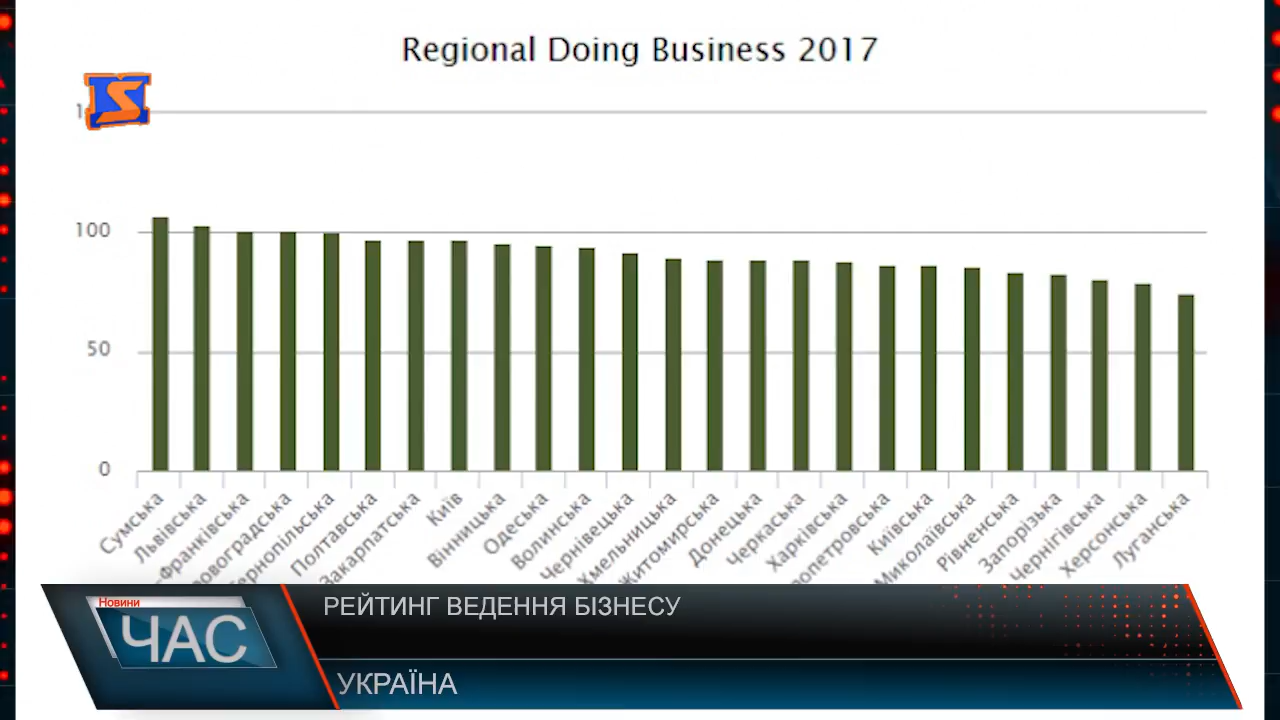 Regional Doing Business 2017
100
50
0
Сумська
Львівська
-Франківська
Полтавська
Закарпатська
Київ
Вінницька
Одеська
Волинська
Чернівецька
Хмельницька
Житомирська
Донецька
Черкаська
Харківська
Київська
Миколаївська
Рівненська
Запорізька
Чернігівська
Херсонська
Луганська
Новини
ЧАС
РЕЙТИНГ ВЕДЕННЯ БІЗНЕСУ
УКРАЇНА